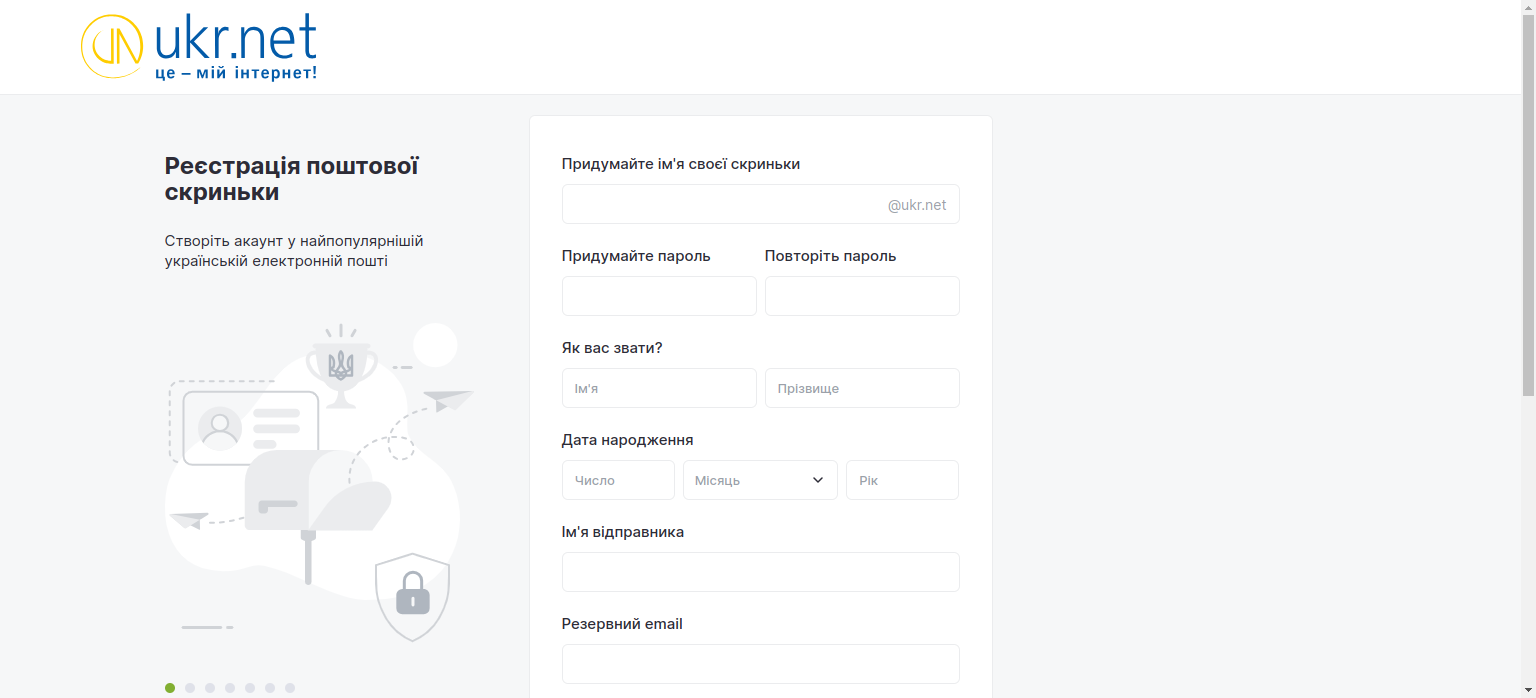 ukr.net
це – мій інтернет!
Реєстрація поштової
скриньки
Створіть акаунт у найпопулярнішій
українській електронній пошті
Придумайте ім'я своєї скриньки
@ukr.net
Придумайте пароль
Повторіть пароль
Як вас звати?
Ім'я
Прізвище
Дата народження
Число
Місяць
Рік
Ім'я відправника
Резервний email